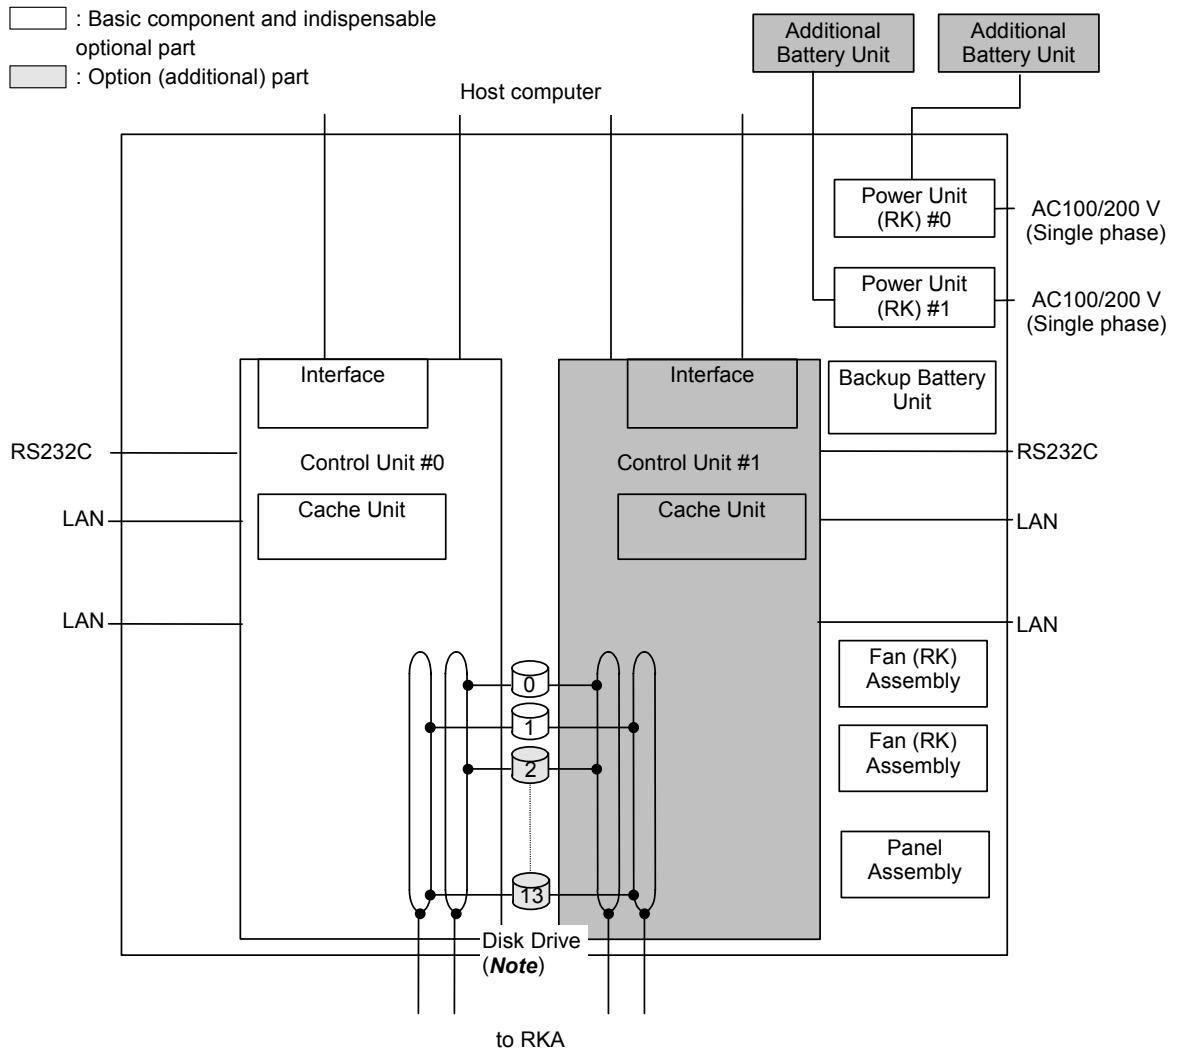 : Basic component and indispensable
optional part
: Option (additional) part
Additional
Battery Unit
Additional
Battery Unit
Host computer
Power Unit
(RK) #0
AC100/200 V
(Single phase)
Power Unit
(RK) #1
AC100/200 V
(Single phase)
Interface
Interface
Backup Battery
Unit
RS232C
Control Unit #0
Control Unit #1
RS232C
LAN
Cache Unit
Cache Unit
LAN
LAN
LAN
Fan (RK)
Assembly
0
1
Fan (RK)
Assembly
2
Panel
Assembly
13
Disk Drive
(Note)
to RKA